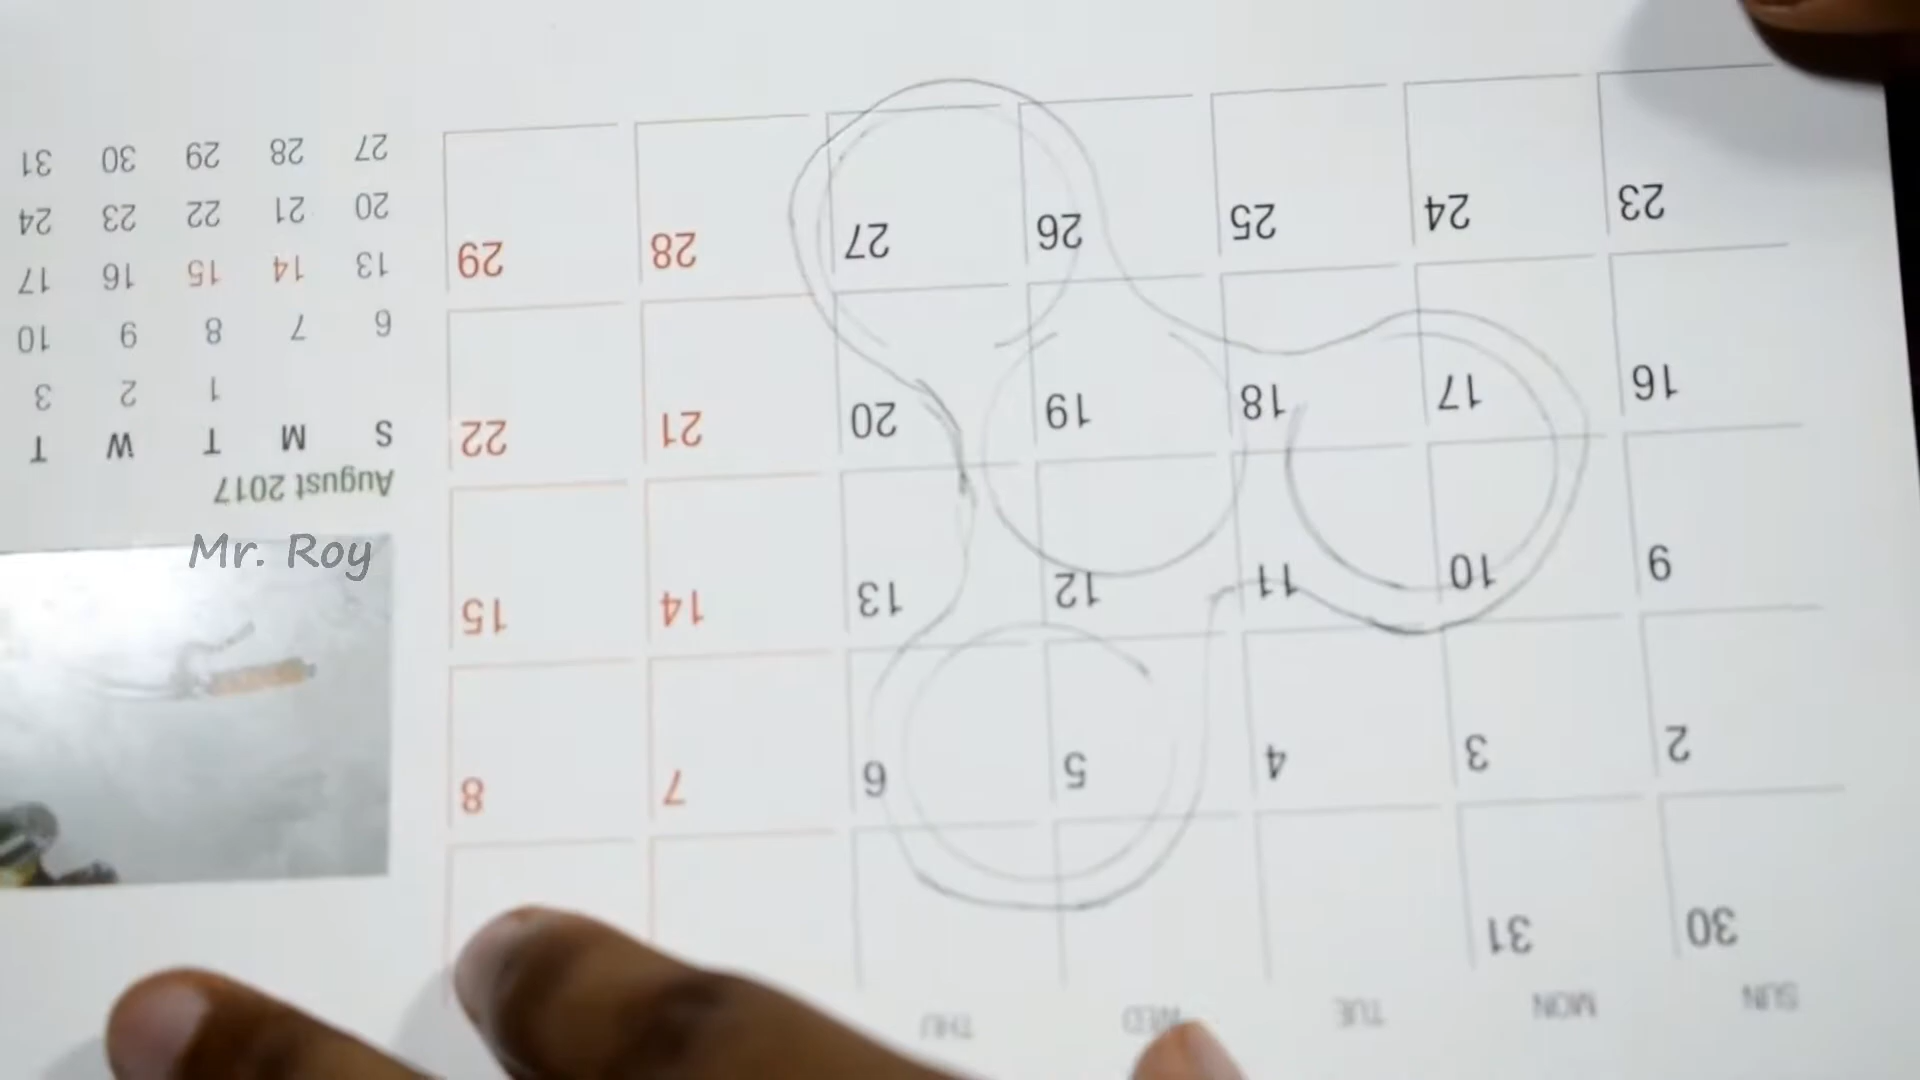 SUN MON TUE WED THU
30 31
2 3 4 5 6 7 8
9 10 11 12 13 14 15
16 17 18 19 20 21 22
23 24 25 26 27 28 29
August 2017
S M T W T
1 2 3
6 7 8 9 10
13 14 15 16 17
20 21 22 23 24
27 28 29 30 31
Mr. Roy